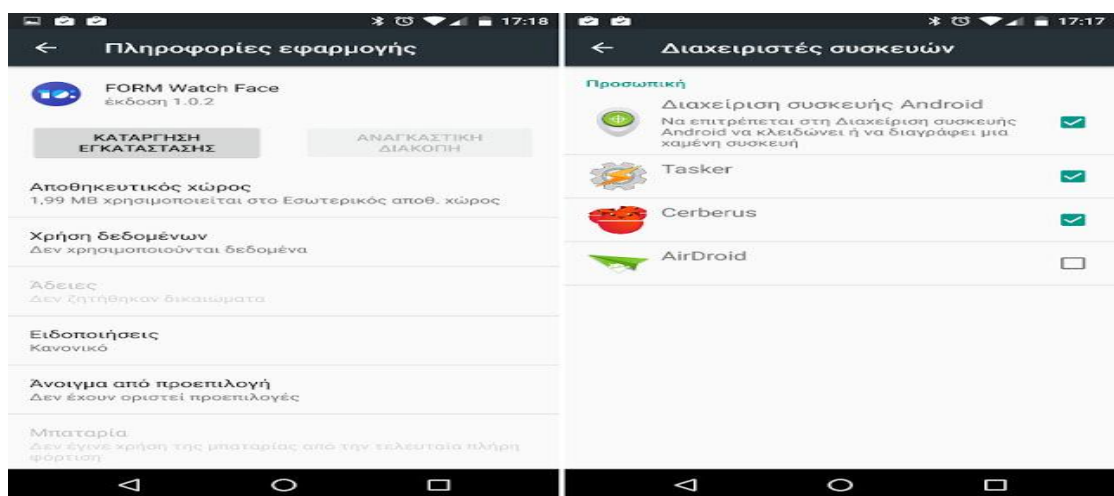 17:18
Πληροφορίες εφαρμογής
FORM Watch Face
έκδοση 1.0.2
ΚΑΤΑΡΓΗΣΗ
ΕΓΚΑΤΑΣΤΑΣΗΣ
ΑΝΑΓΚΑΣΤΙΚΗ
ΔΙΑΚΟΠΗ
Αποθηκευτικός χώρος
1,99 MB χρησιμοποιείται στο Εσωτερικός αποθ. χώρος
Χρήση δεδομένων
Δεν χρησιμοποιούνται δεδομένα
Άδειες
Δεν ζητήθηκαν δικαιώματα
Ειδοποιήσεις
Κανονικό
Άνοιγμα από προεπιλογή
Δεν έχουν οριστεί προεπιλογές
Μπαταρία
Δεν έγινε χρήση της μπαταρίας από την τελευταία πλήρη
φόρτιση
17:17
Διαχειριστές συσκευών
Προσωπική
Διαχείριση συσκευής Android
Να επιτρέπεται στη Διαχείριση συσκευής
Android να κλειδώνει ή να διαγράφει μια
χαμένη συσκευή
Tasker
Cerberus
AirDroid